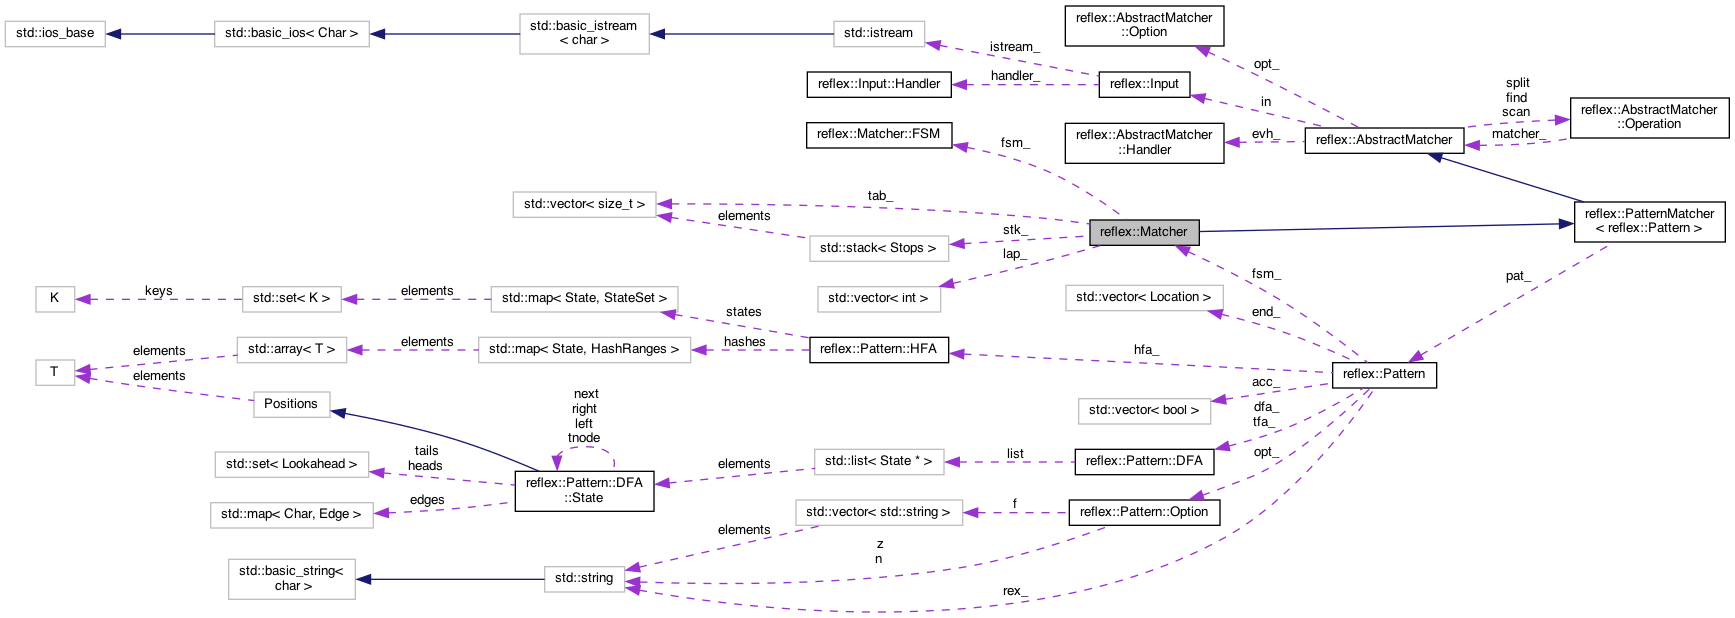 std::ios_base
std::basic_ios< Char >
std::basic_istream
< char >
std::istream
reflex::AbstractMatcher
::Option
istream_
opt_
reflex::Input::Handler
handler_
reflex::Input
in
split
find
scan
reflex::AbstractMatcher
::Operation
matcher_
reflex::Matcher::FSM
fsm_
reflex::AbstractMatcher
::Handler
evh_
reflex::AbstractMatcher
std::vector< size_t >
tab_
elements
std::stack< Stops >
stk_
lap_
reflex::Matcher
reflex::PatternMatcher
< reflex::Pattern >
std::vector< int >
fsm_
pat_
K
keys
std::set< K >
elements
std::map< State, StateSet >
std::vector< Location >
end_
states
hashes
T
elements
elements
std::array< T >
elements
std::map< State, HashRanges >
reflex::Pattern::HFA
hfa_
reflex::Pattern
Positions
acc_
std::vector< bool >
dfa_
tfa_
next
right
left
tnode
std::set< Lookahead >
tails
heads
reflex::Pattern::DFA
::State
elements
std::list< State * >
list
reflex::Pattern::DFA
opt_
std::map< Char, Edge >
edges
std::vector< std::string >
f
reflex::Pattern::Option
elements
z
n
std::basic_string<
char >
std::string
rex_